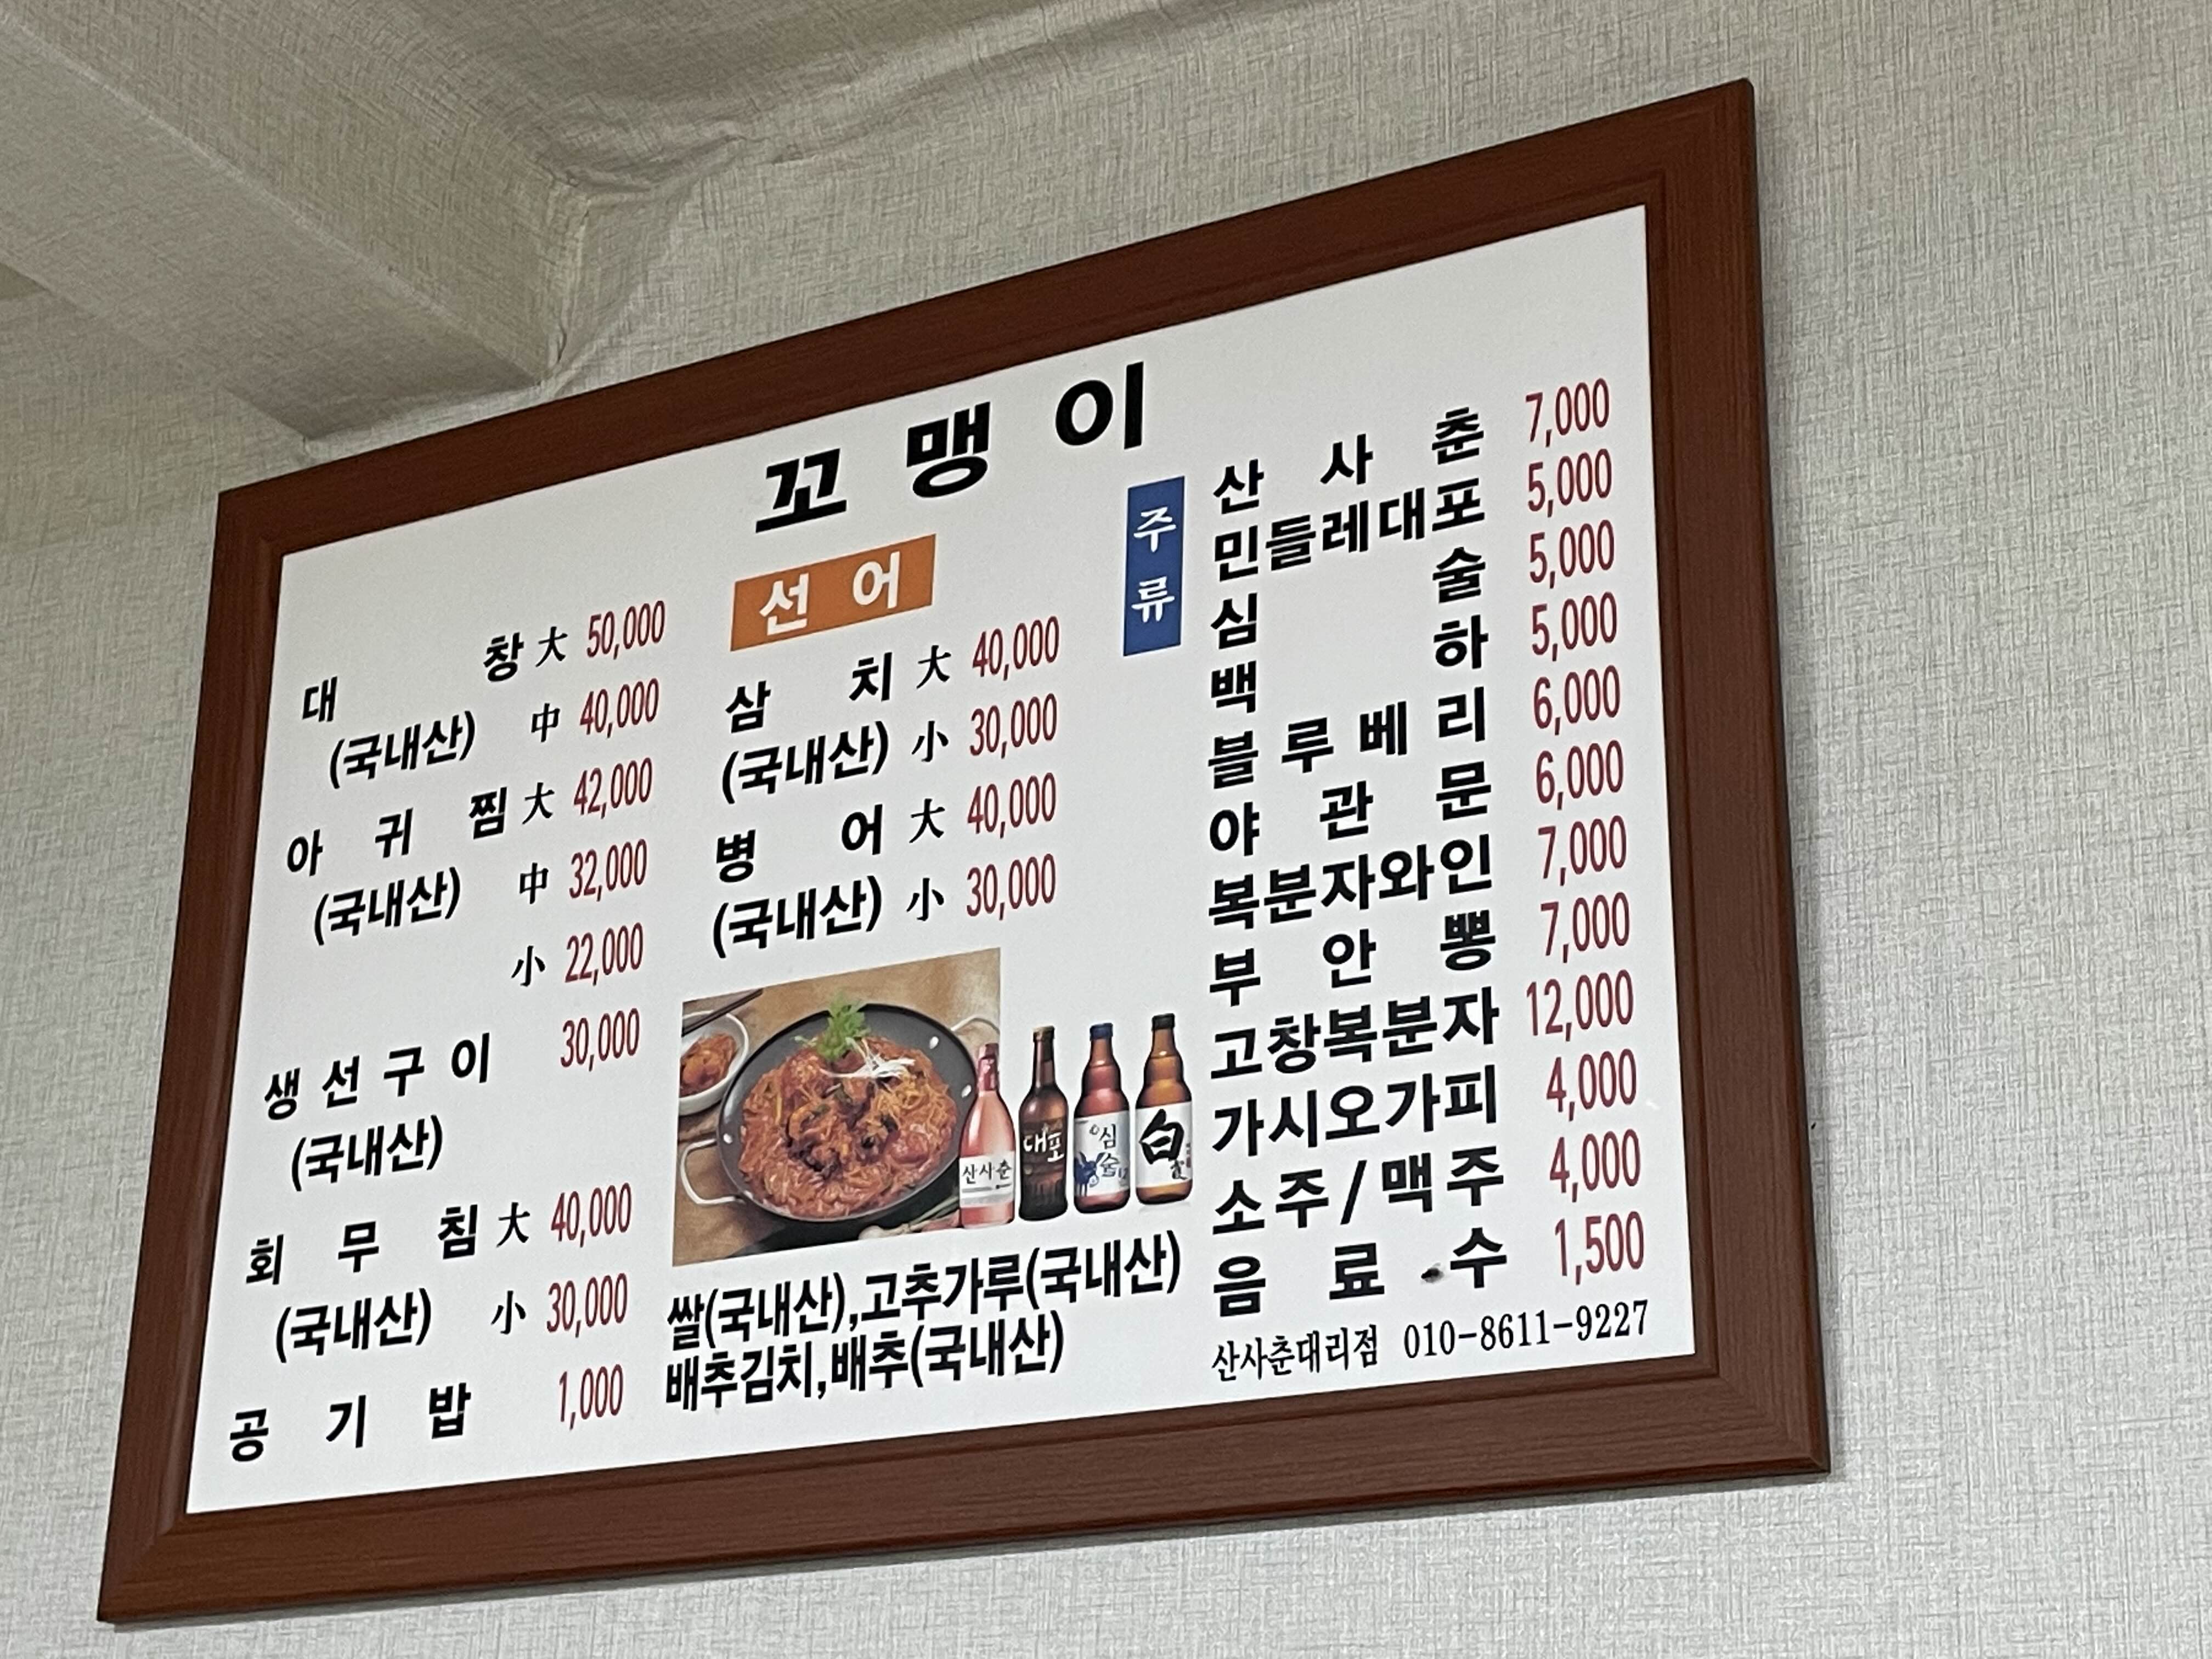 꼬맹이
대 창 大 50,000
(국내산) 中 40,000
아 귀 찜 大 42,000
(국내산) 中 32,000
小 22,000
생선구이 30,000
(국내산)
회 무 침 大 40,000
(국내산) 小 30,000
공 기 밥 1,000
선 어
삼 치 大 40,000
(국내산) 小 30,000
병 어 大 40,000
(국내산) 小 30,000
산사춘
대포
심술
白
쌀(국내산),고추가루(국내산)
배추김치,배추(국내산)
주류
산 사 춘 7,000
민들레대포 5,000
심 술 5,000
백 하 5,000
블루베리 6,000
야 관 문 6,000
복분자와인 7,000
부 안 뽕 7,000
고창복분자 12,000
가시오가피 4,000
소주/맥주 4,000
음 료 수 1,500
산사춘대리점 010-8611-9227